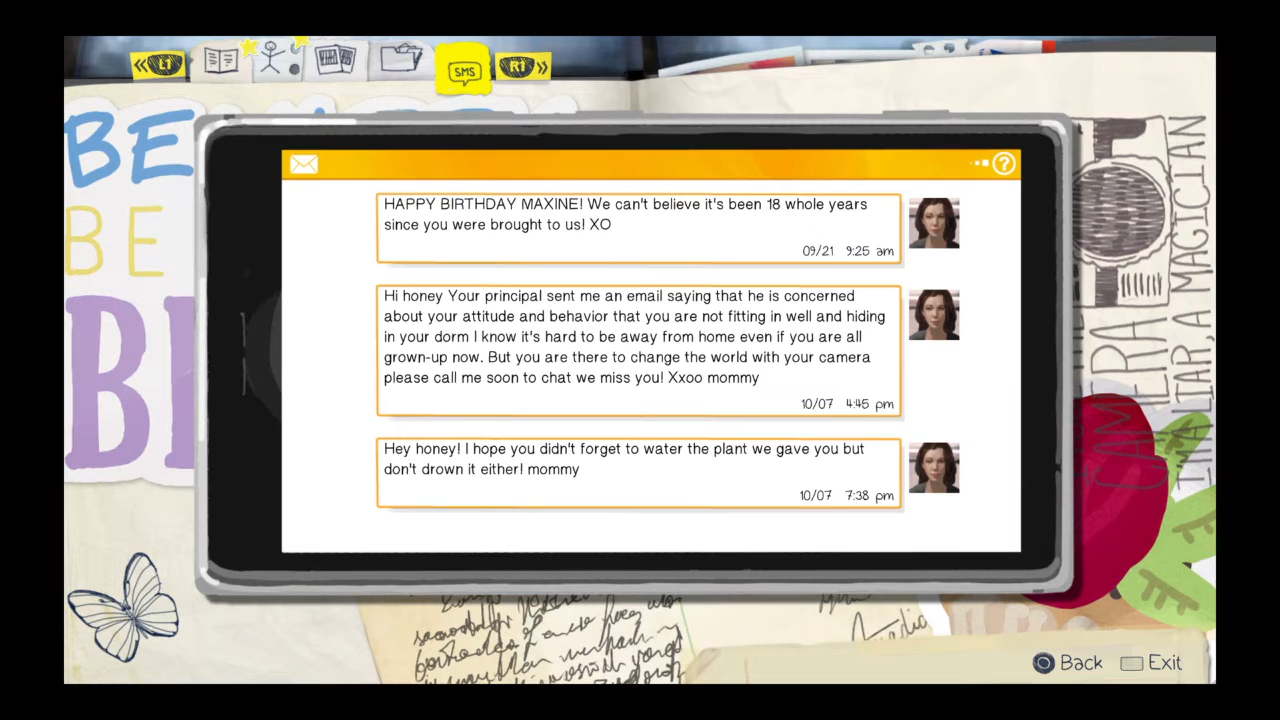 LT
SMS
R1
BE
BE
HAPPY BIRTHDAY MAXINE! We can't believe it's been 18 whole years
since you were brought to us! XO
09/21 9:25 am
Hi honey Your principal sent me an email saying that he is concerned
about your attitude and behavior that you are not fitting in well and hiding
in your dorm I know it's hard to be away from home even if you are all
grown-up now. But you are there to change the world with your camera
please call me soon to chat we miss you! Xxoo mommy
10/07 4:45 pm
Hey honey! I hope you didn't forget to water the plant we gave you but
don't drown it either! mommy
10/07 7:38 pm
CAMERA
A MAGICIAN
Back
Exit